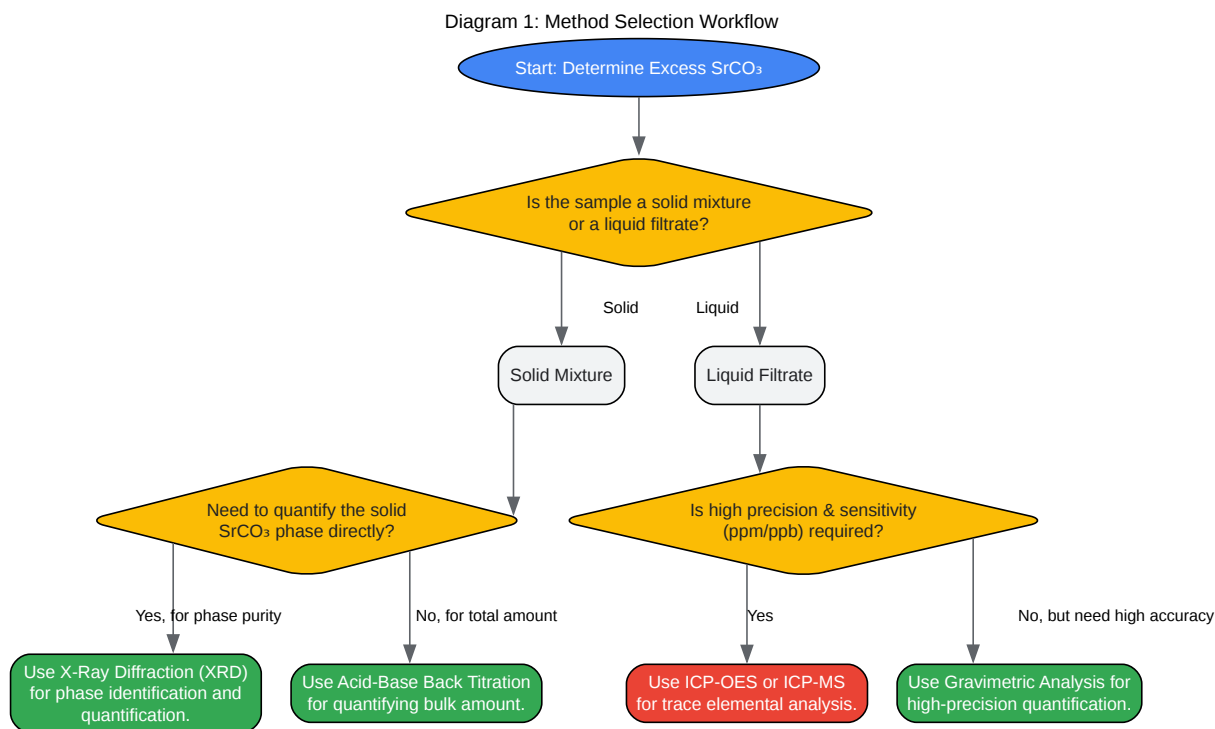 Diagram 1: Method Selection Workflow
Start: Determine Excess SrCO₃
Is the sample a solid mixture
or a liquid filtrate?
Solid
Liquid
Solid Mixture
Liquid Filtrate
Need to quantify the solid
SrCO₃ phase directly?
Is high precision & sensitivity
(ppm/ppb) required?
Yes, for phase purity
No, for total amount
Yes
No, but need high accuracy
Use X-Ray Diffraction (XRD)
for phase identification and
quantification.
Use Acid-Base Back Titration
for quantifying bulk amount.
Use ICP-OES or ICP-MS
for trace elemental analysis.
Use Gravimetric Analysis for
high-precision quantification.